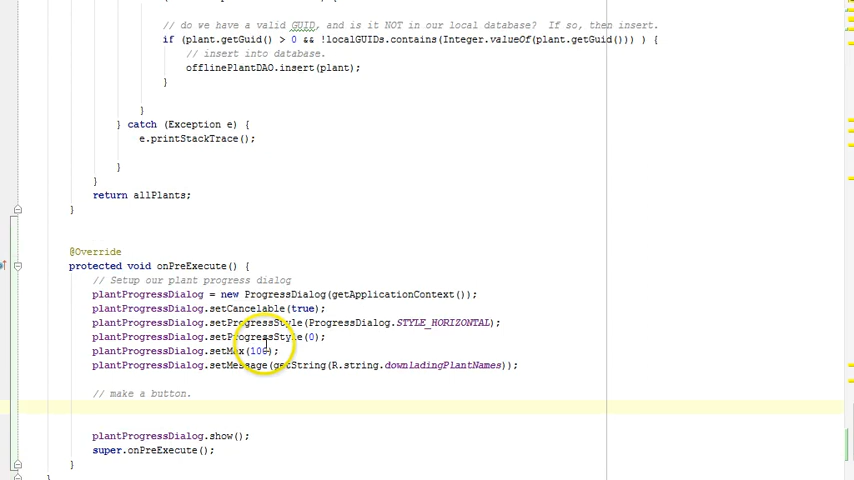 // do we have a valid GUID, and is it NOT in our local database?  If so, then insert.
if (plant.getGuid() > 0 && !localGUIDs.contains(Integer.valueOf(plant.getGuid())) ) {
// insert into database.
offlinePlantDAO.insert(plant);
}
}
} catch (Exception e) {
e.printStackTrace();
}
}
return allPlants;
}
@Override
protected void onPreExecute() {
// Setup our plant progress dialog
plantProgressDialog = new ProgressDialog(getApplicationContext());
plantProgressDialog.setCancelable(true);
plantProgressDialog.setProgressStyle(ProgressDialog.STYLE_HORIZONTAL);
plantProgressDialog.setProgressStyle(0);
plantProgressDialog.setMax(100);
plantProgressDialog.setMessage(getString(R.string.downladingPlantNames));
// make a button.
plantProgressDialog.show();
super.onPreExecute();
}
}